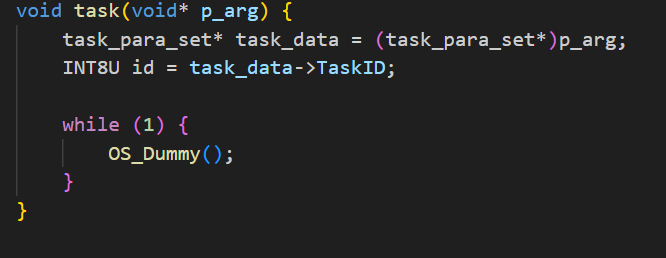 void task(void* p_arg) {
    task_para_set* task_data = (task_para_set*)p_arg;
    INT8U id = task_data->TaskID;

    while (1) {
        OS_Dummy();
    }
}